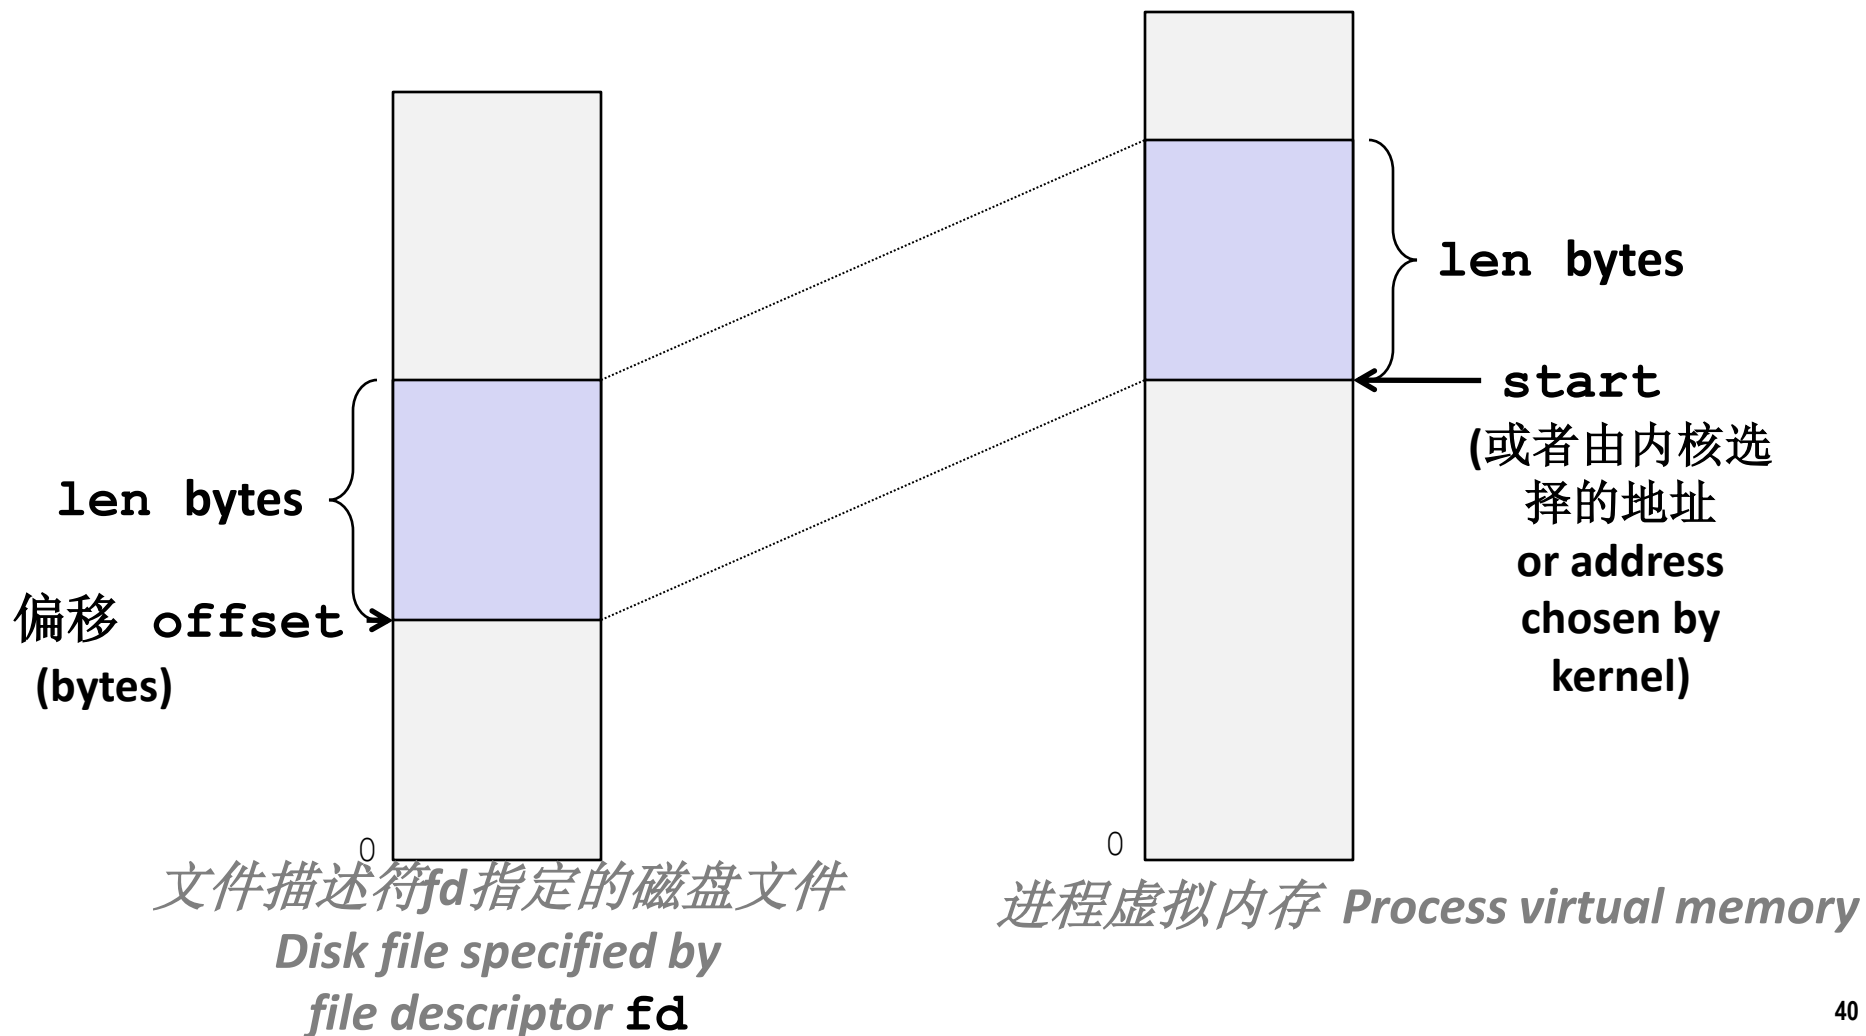 len bytes
偏移 offset
(bytes)
0
文件描述符fd指定的磁盘文件
Disk file specified by
file descriptor fd
len bytes
start
(或者由内核选
择的地址
or address
chosen by
kernel)
0
进程虚拟内存 Process virtual memory
40